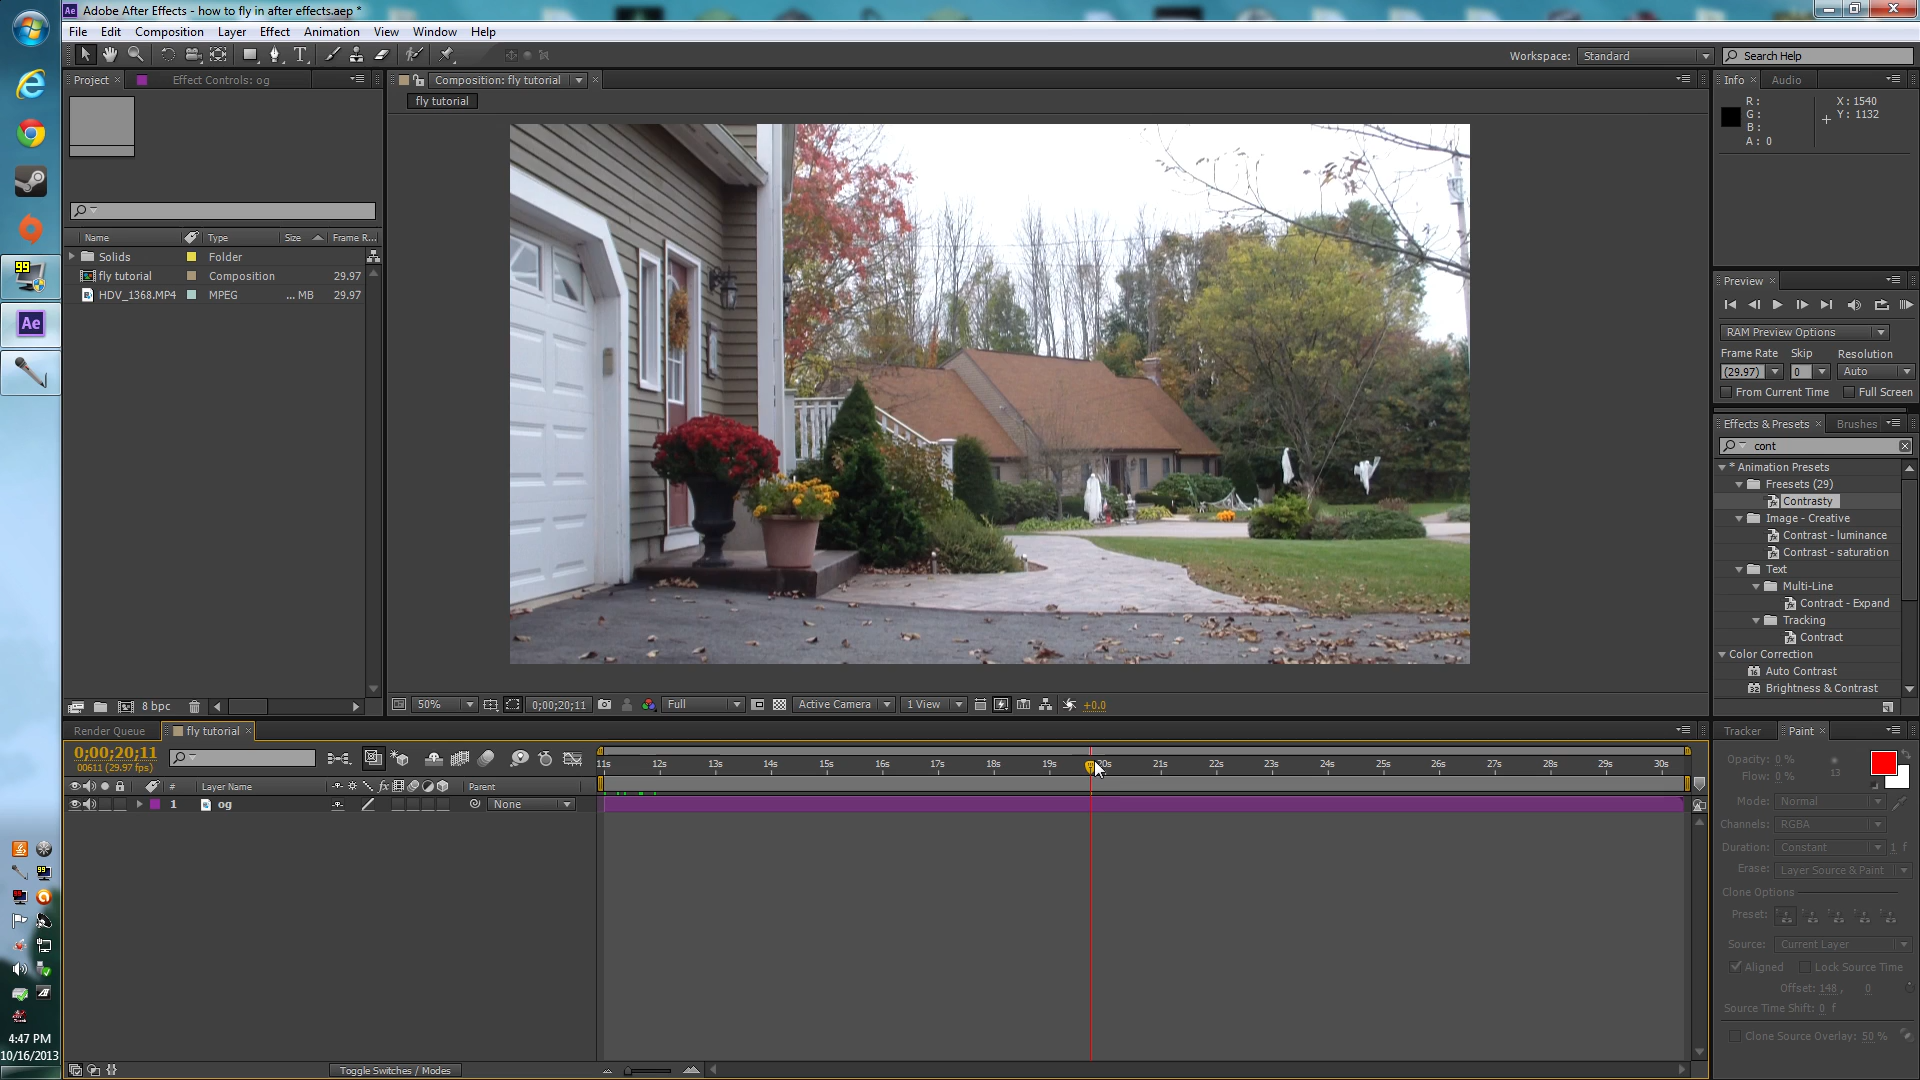 Adobe After Effects - how to fly in after effects.aep *
File Edit Composition Layer Effect Animation View Window Help
Workspace: Standard Search Help
Project Effect Controls: og
Composition: fly tutorial
fly tutorial
Info Audio
R : X : 1540
G : Y : 1132
B :
A : 0
Name Type Size Frame R...
Solids Folder
fly tutorial Composition 29.97
HDV_1368.MP4 MPEG ... MB 29.97
Preview
RAM Preview Options
Frame Rate Skip Resolution
(29.97) 0 Auto
From Current Time Full Screen
Effects & Presets Brushes
cont
* Animation Presets
Freesets (29)
Contrasty
Image - Creative
Contrast - luminance
Contrast - saturation
Text
Multi-Line
Contract - Expand
Tracking
Contract
Color Correction
Auto Contrast
Brightness & Contrast
8 bpc
50% 0;00;20;11 Full Active Camera 1 View +0.0
Render Queue fly tutorial
0;00;20;11
00611 (29.97 fps)
11s 12s 13s 14s 15s 16s 17s 18s 19s 20s 21s 22s 23s 24s 25s 26s 27s 28s 29s 30s
# Layer Name fx Parent
1 og None
Toggle Switches / Modes
Tracker Paint
Opacity: 0 %
Flow: 0 % 13
Mode: Normal
Channels: RGBA
Duration: Constant 1 f
Erase: Layer Source & Paint
Clone Options
Preset:
Source: Current Layer
Aligned Lock Source Time
Offset: 148 , 0
Source Time Shift: 0 f
Clone Source Overlay: 50 %
Ae
99
4:47 PM
10/16/2013